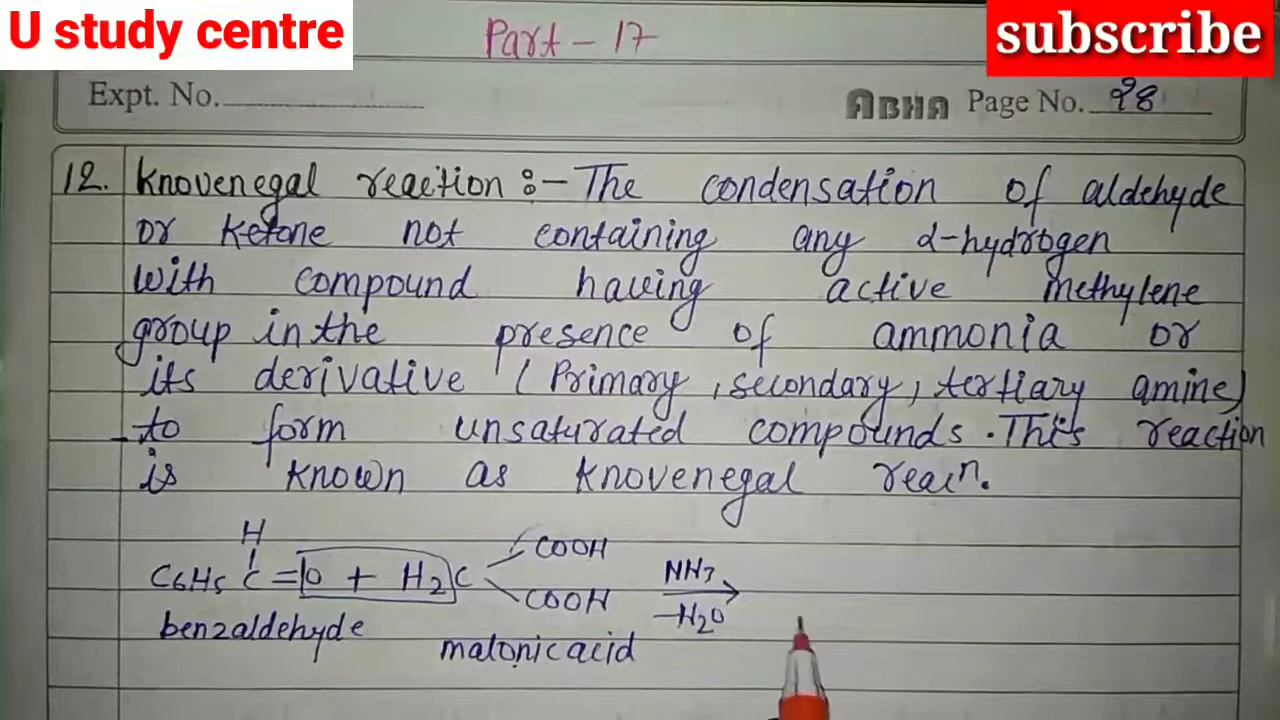 U study centre
Part - 17
subscribe
Expt. No.
ABHA Page No. २८
12. Knovenegal reaction :- The condensation of aldehyde
or ketone not containing any α-hydrogen
with compound having active methylene
group in the presence of ammonia or
its derivative (Primary, secondary, tertiary amine)
to form unsaturated compounds. This reaction
is known as Knovenegal reacⁿ.
H
C6H5 C = O + H2C
COOH
COOH
NH3
-H2O
benzaldehyde
malonic acid